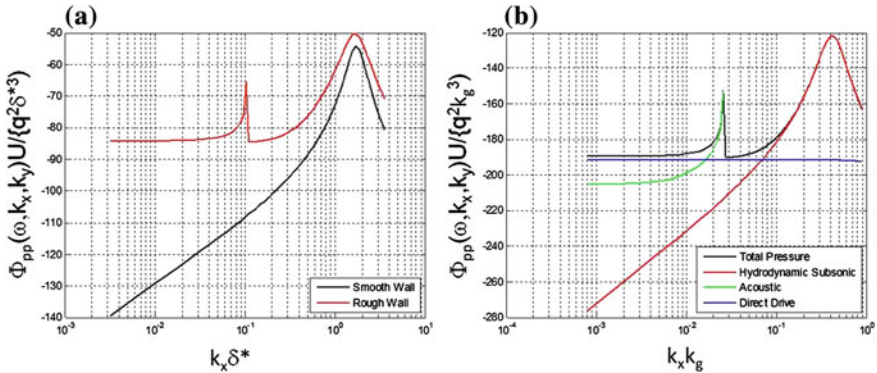 (a)
Φpp(ω,kx,ky)U/{q²δ*³}
-50
-60
-70
-80
-90
-100
-110
-120
-130
-140
10⁻³
10⁻²
10⁻¹
10⁰
10¹
kxδ*
Smooth Wall
Rough Wall
(b)
Φpp(ω,kx,ky)U/{q²kg³}
-120
-140
-160
-180
-200
-220
-240
-260
-280
10⁻⁴
10⁻³
10⁻²
10⁻¹
10⁰
kxkg
Total Pressure
Hydrodynamic Subsonic
Acoustic
Direct Drive